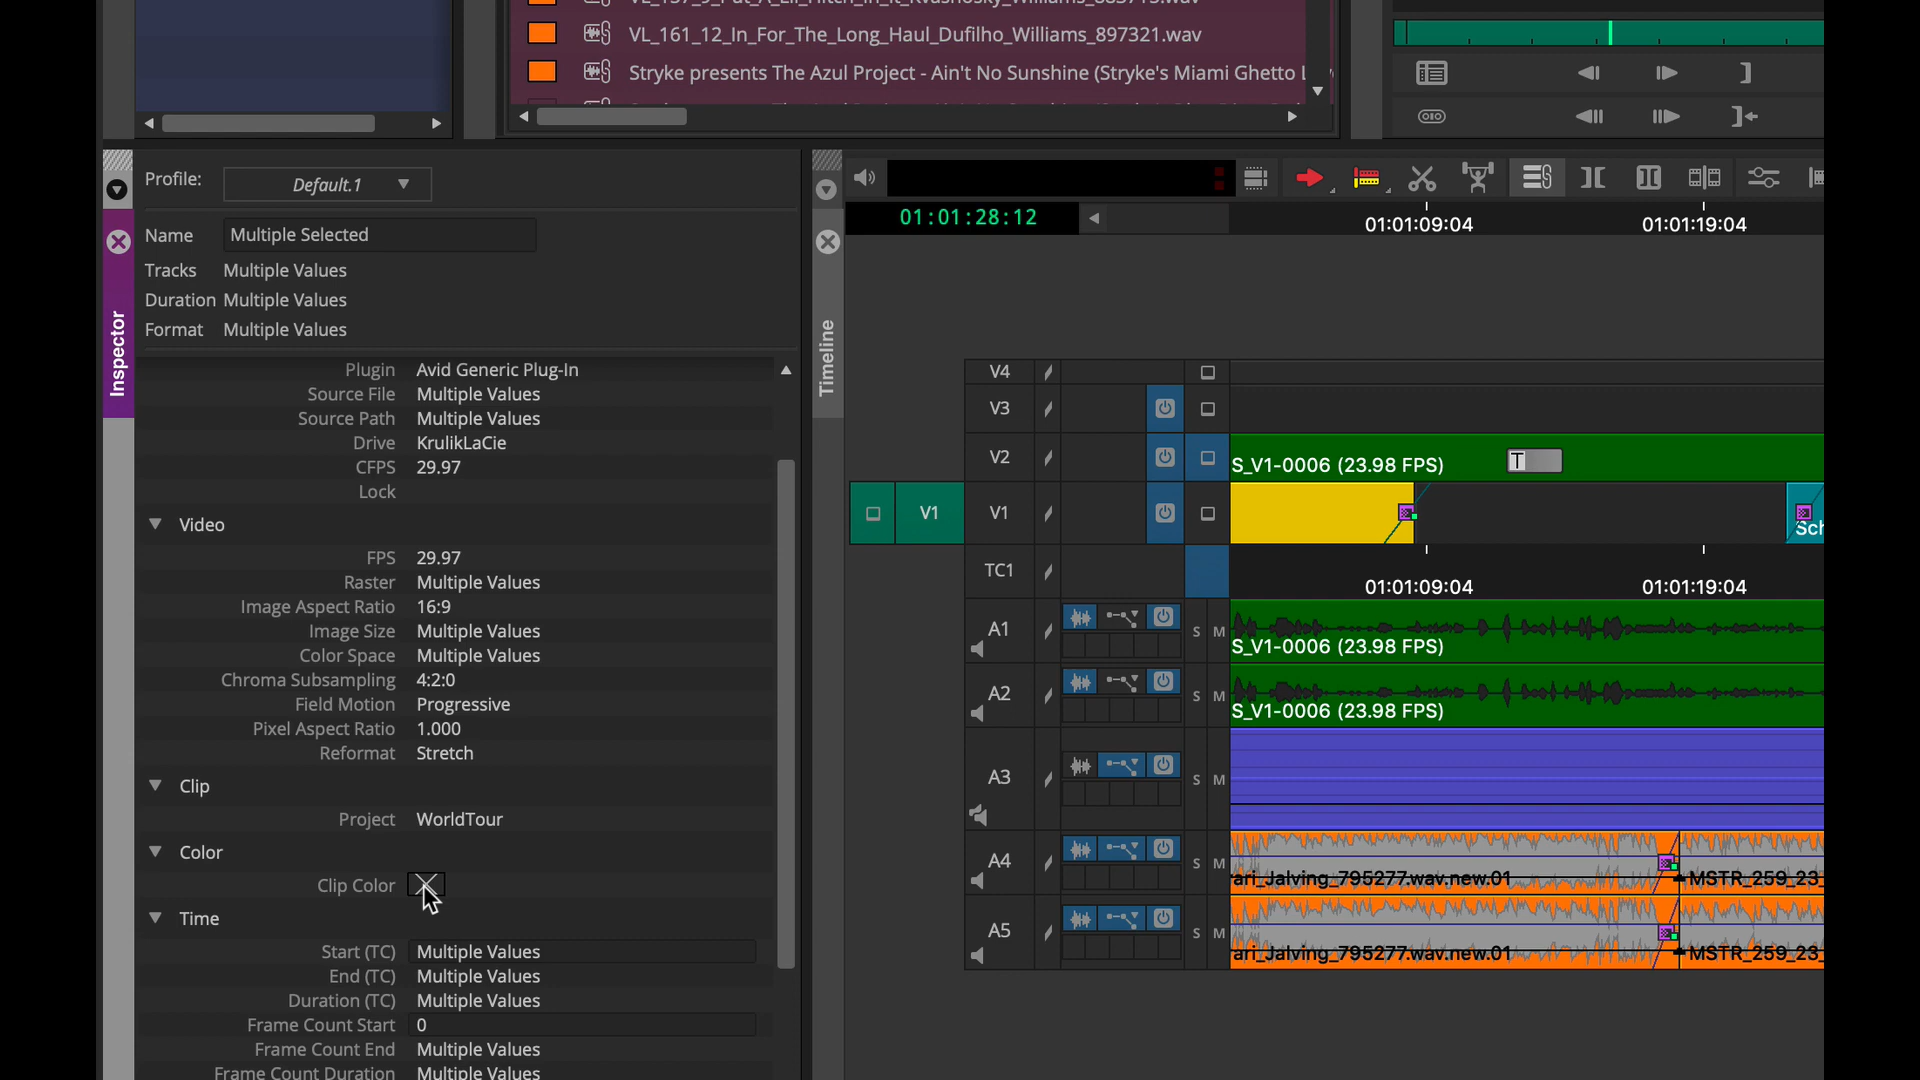 VL_161_12_In_For_The_Long_Haul_Dufilho_Williams_897321.wav
Stryke presents The Azul Project - Ain't No Sunshine (Stryke's Miami Ghetto
Profile:
Default.1
Name
Multiple Selected
Tracks
Multiple Values
Duration
Multiple Values
Format
Multiple Values
Inspector
Plugin
Avid Generic Plug-In
Source File
Multiple Values
Source Path
Multiple Values
Drive
KrulikLaCie
CFPS
29.97
Lock
Video
FPS
29.97
Raster
Multiple Values
Image Aspect Ratio
16:9
Image Size
Multiple Values
Color Space
Multiple Values
Chroma Subsampling
4:2:0
Field Motion
Progressive
Pixel Aspect Ratio
1.000
Reformat
Stretch
Clip
Project
WorldTour
Color
Clip Color
Time
Start (TC)
Multiple Values
End (TC)
Multiple Values
Duration (TC)
Multiple Values
Frame Count Start
0
Frame Count End
Multiple Values
Frame Count Duration
Multiple Values
Timeline
01:01:28:12
01:01:09:04
01:01:19:04
V4
V3
V2
S_V1-0006 (23.98 FPS)
T
V1
V1
Sch
TC1
01:01:09:04
01:01:19:04
A1
S
M
S_V1-0006 (23.98 FPS)
A2
S
M
S_V1-0006 (23.98 FPS)
A3
S
M
A4
S
M
ari_Jalving_795277.wav.new.01
MSTR_259_23_
A5
S
M
ari_Jalving_795277.wav.new.01
MSTR_259_23_